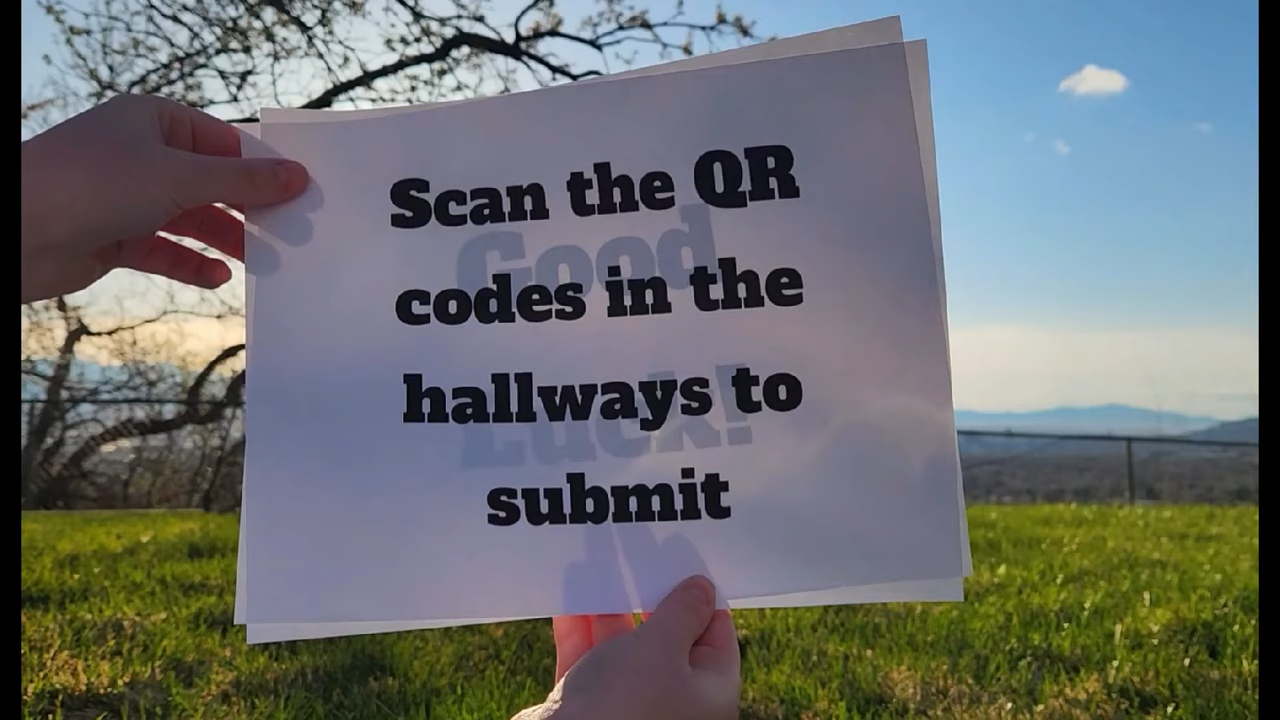 Scan the QR
codes in the
hallways to
submit
Good
Luck!